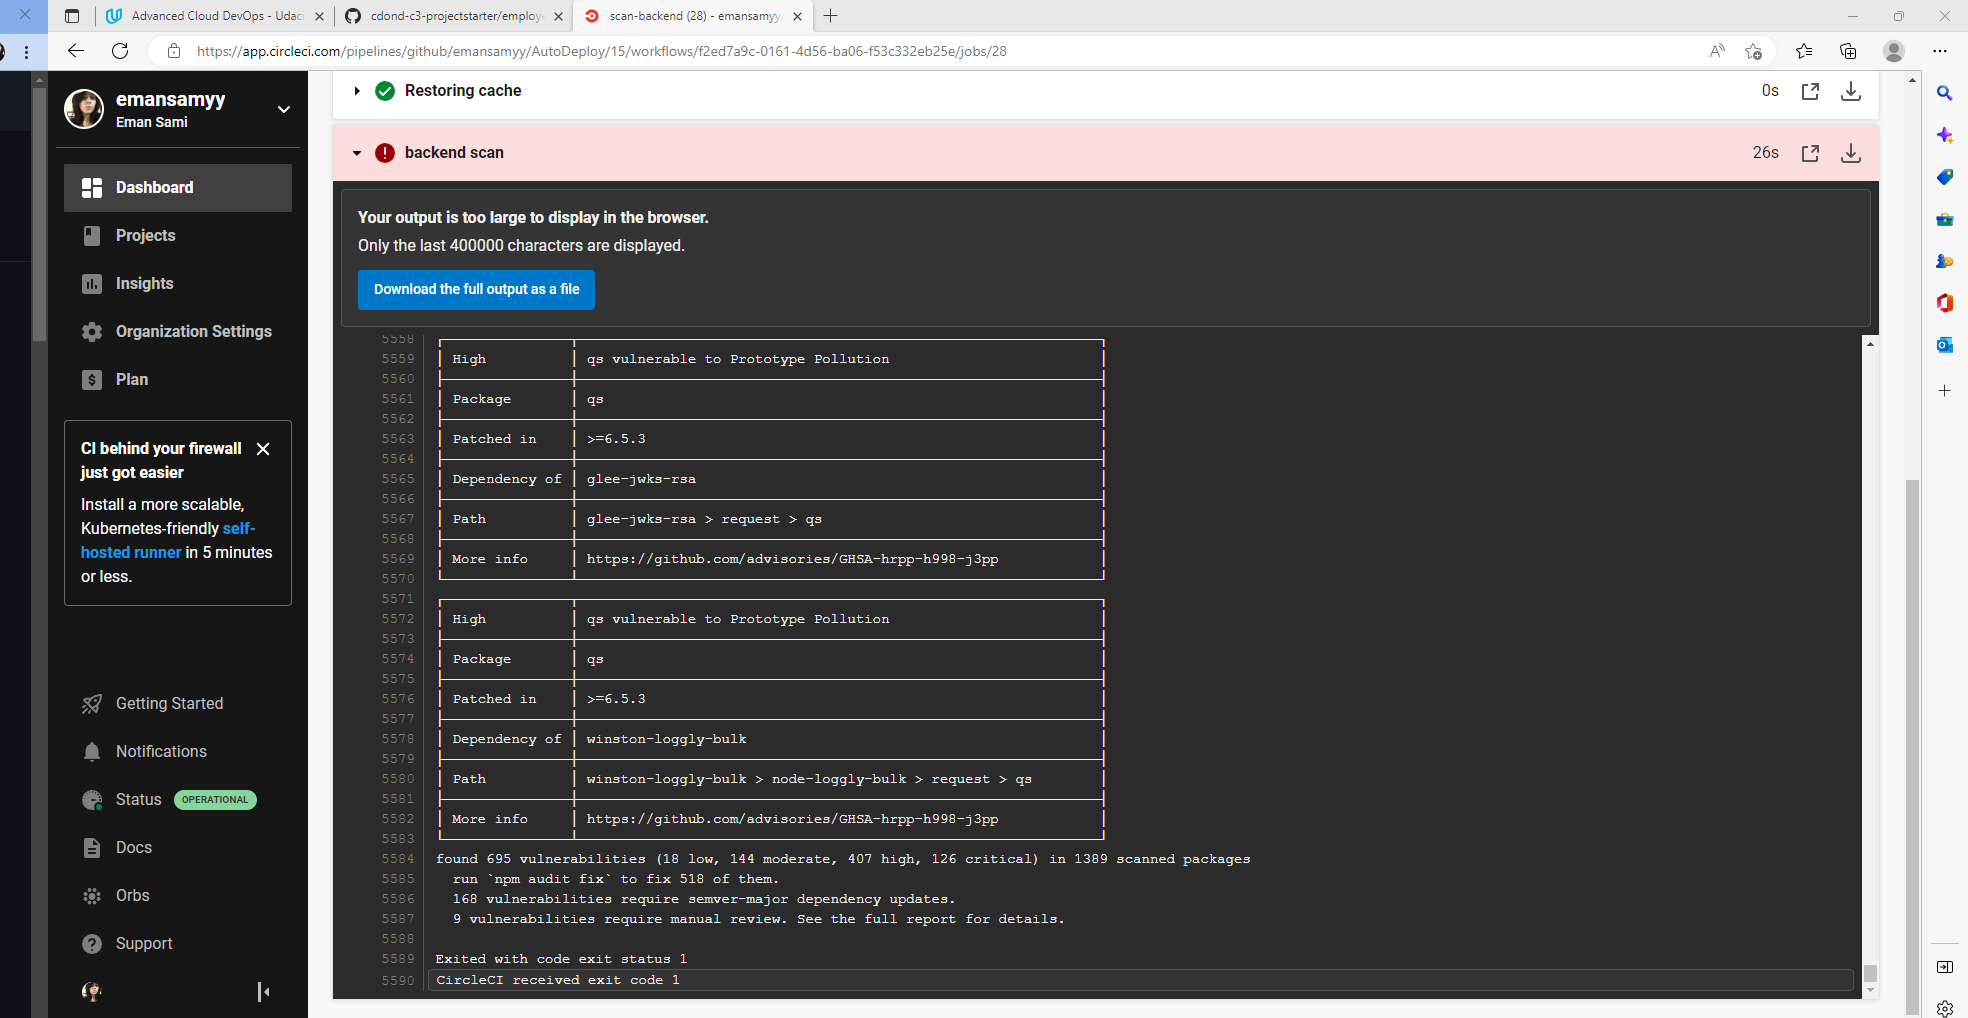 Advanced Cloud DevOps - Udaci
cdond-c3-projectstarter/employe
scan-backend (28) - emansamyy
https://app.circleci.com/pipelines/github/emansamyy/AutoDeploy/15/workflows/f2ed7a9c-0161-4d56-ba06-f53c332eb25e/jobs/28
emansamyy
Eman Sami
Dashboard
Projects
Insights
Organization Settings
Plan
CI behind your firewall
just got easier
Install a more scalable,
Kubernetes-friendly self-
hosted runner in 5 minutes
or less.
Getting Started
Notifications
Status OPERATIONAL
Docs
Orbs
Support
Restoring cache 0s
backend scan 26s
Your output is too large to display in the browser.
Only the last 400000 characters are displayed.
Download the full output as a file
5558
5559 High qs vulnerable to Prototype Pollution
5560
5561 Package qs
5562
5563 Patched in >=6.5.3
5564
5565 Dependency of glee-jwks-rsa
5566
5567 Path glee-jwks-rsa > request > qs
5568
5569 More info https://github.com/advisories/GHSA-hrpp-h998-j3pp
5570
5571
5572 High qs vulnerable to Prototype Pollution
5573
5574 Package qs
5575
5576 Patched in >=6.5.3
5577
5578 Dependency of winston-loggly-bulk
5579
5580 Path winston-loggly-bulk > node-loggly-bulk > request > qs
5581
5582 More info https://github.com/advisories/GHSA-hrpp-h998-j3pp
5583
5584 found 695 vulnerabilities (18 low, 144 moderate, 407 high, 126 critical) in 1389 scanned packages
5585 run `npm audit fix` to fix 518 of them.
5586 168 vulnerabilities require semver-major dependency updates.
5587 9 vulnerabilities require manual review. See the full report for details.
5588
5589 Exited with code exit status 1
5590 CircleCI received exit code 1